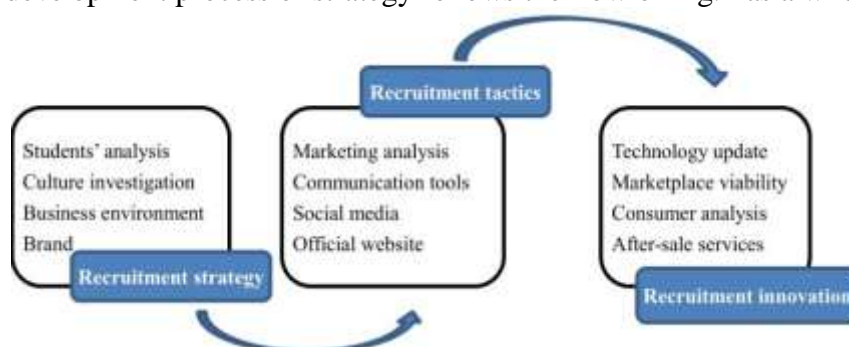 Recruitment tactics
Students' analysis
Culture investigation
Business environment
Brand
Recruitment strategy
Marketing analysis
Communication tools
Social media
Official website
Technology update
Marketplace viability
Consumer analysis
After-sale services
Recruitment innovation